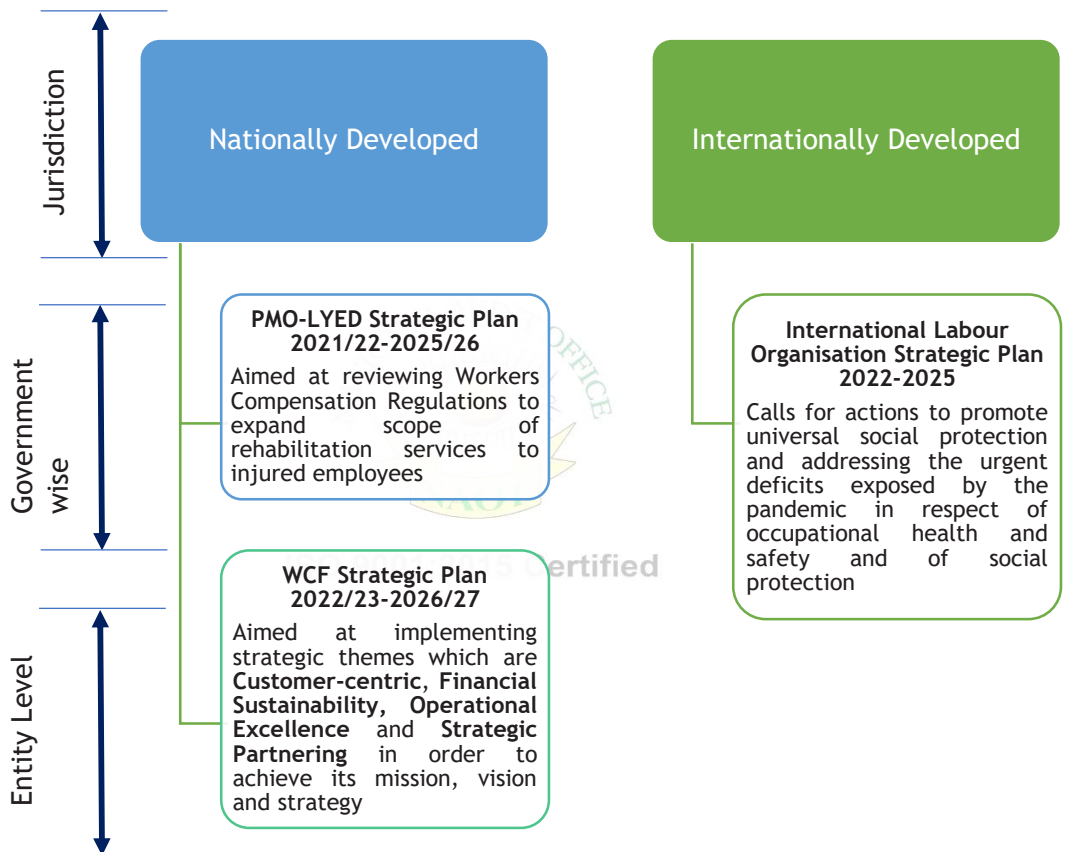 Jurisdiction
Nationally Developed
Internationally Developed
Government
wise
PMO-LYED Strategic Plan
2021/22-2025/26
Aimed at reviewing Workers
Compensation Regulations to
expand scope of
rehabilitation services to
injured employees
International Labour
Organisation Strategic Plan
2022-2025
Calls for actions to promote
universal social protection
and addressing the urgent
deficits exposed by the
pandemic in respect of
occupational health and
safety and of social
protection
OFFICE
Certified
Entity Level
WCF Strategic Plan
2022/23-2026/27
Aimed at implementing
strategic themes which are
Customer-centric, Financial
Sustainability, Operational
Excellence and Strategic
Partnering in order to
achieve its mission, vision
and strategy